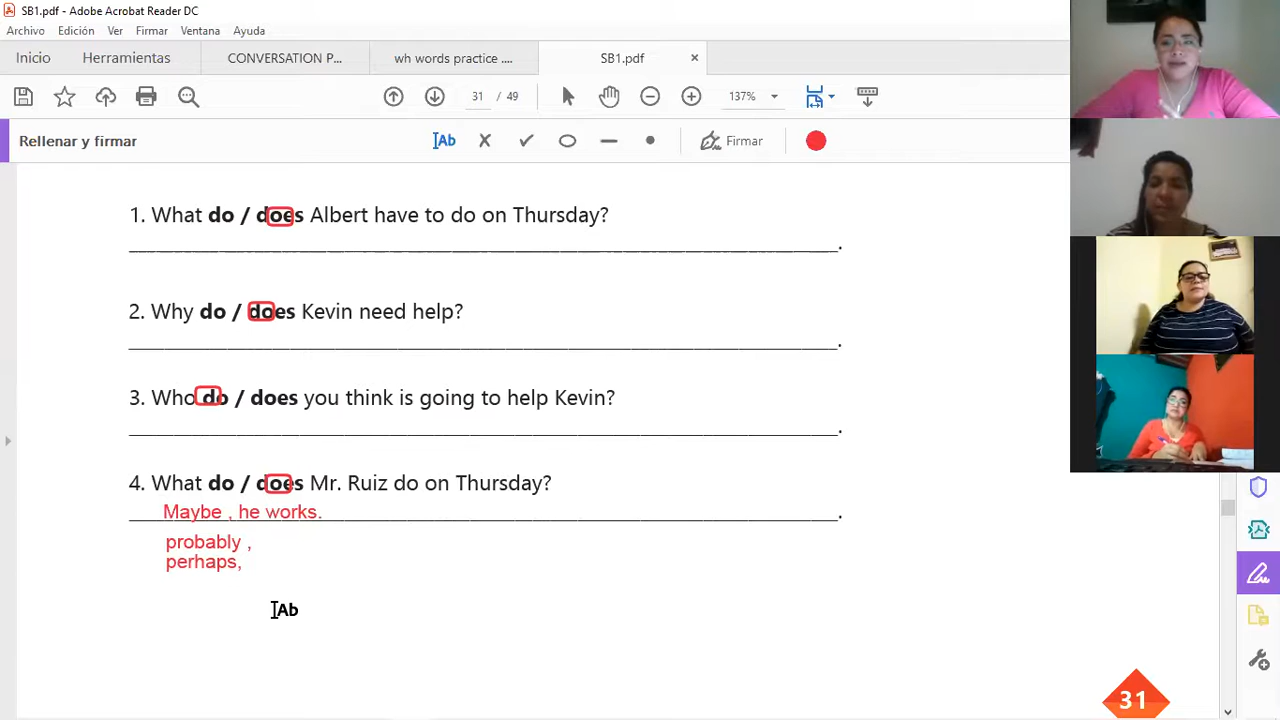 SB1.pdf - Adobe Acrobat Reader DC
Archivo Edición Ver Firmar Ventana Ayuda
Inicio Herramientas CONVERSATION P... wh words practice .... SB1.pdf ×
31 / 49 137%
Rellenar y firmar Ab Firmar
1. What do / does Albert have to do on Thursday?
.
2. Why do / does Kevin need help?
.
3. Who do / does you think is going to help Kevin?
.
4. What do / does Mr. Ruiz do on Thursday?
Maybe , he works. .
probably ,
perhaps,
Ab
31